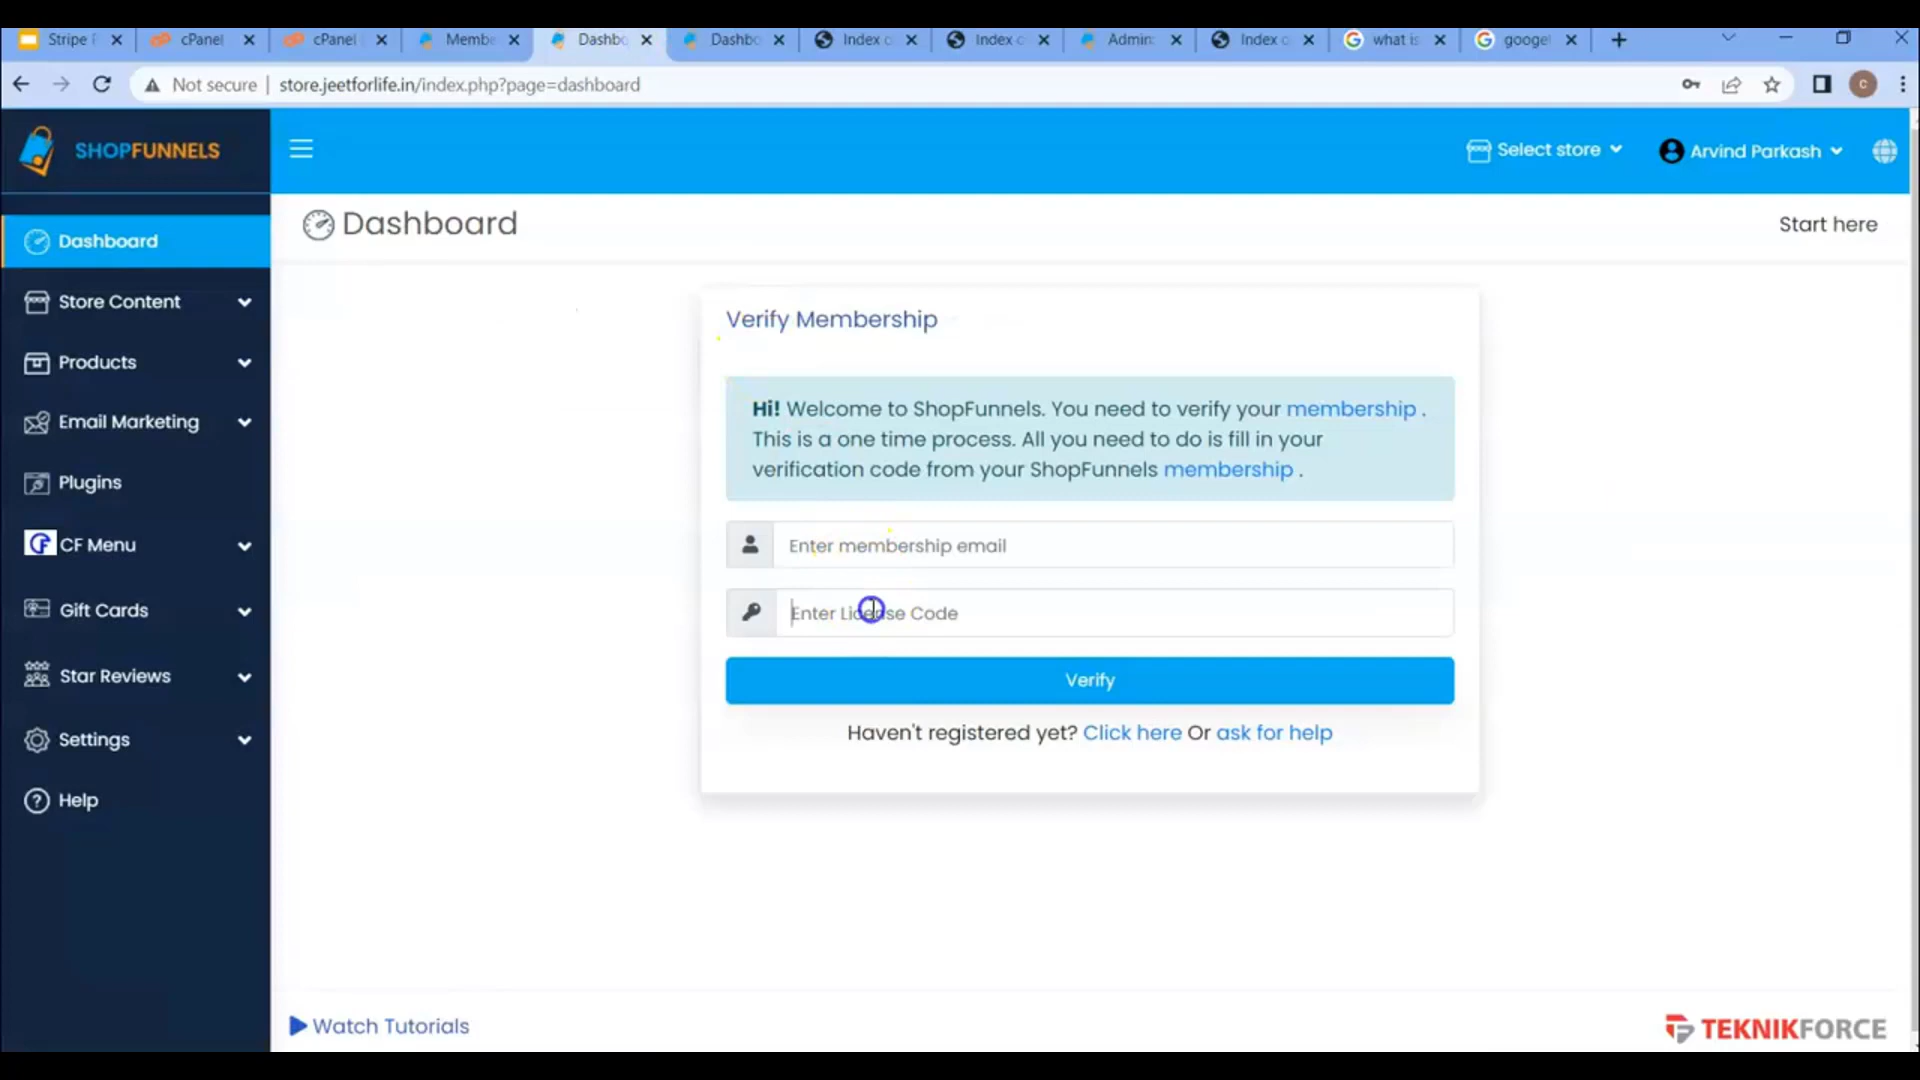 Stripe
cPanel
cPanel
Membe
Dashbo
Dashbo
Index o
Index o
Admin:
Index o
what is
googel
Not secure
store.jeetforlife.in/index.php?page=dashboard
C
SHOPFUNNELS
Select store
Arvind Parkash
Dashboard
Start here
Dashboard
Store Content
Products
Email Marketing
Plugins
CF Menu
Gift Cards
Star Reviews
Settings
Help
Verify Membership
Hi! Welcome to ShopFunnels. You need to verify your membership .
This is a one time process. All you need to do is fill in your
verification code from your ShopFunnels membership .
Enter membership email
Enter License Code
Verify
Haven't registered yet? Click here Or ask for help
Watch Tutorials
TEKNIKFORCE